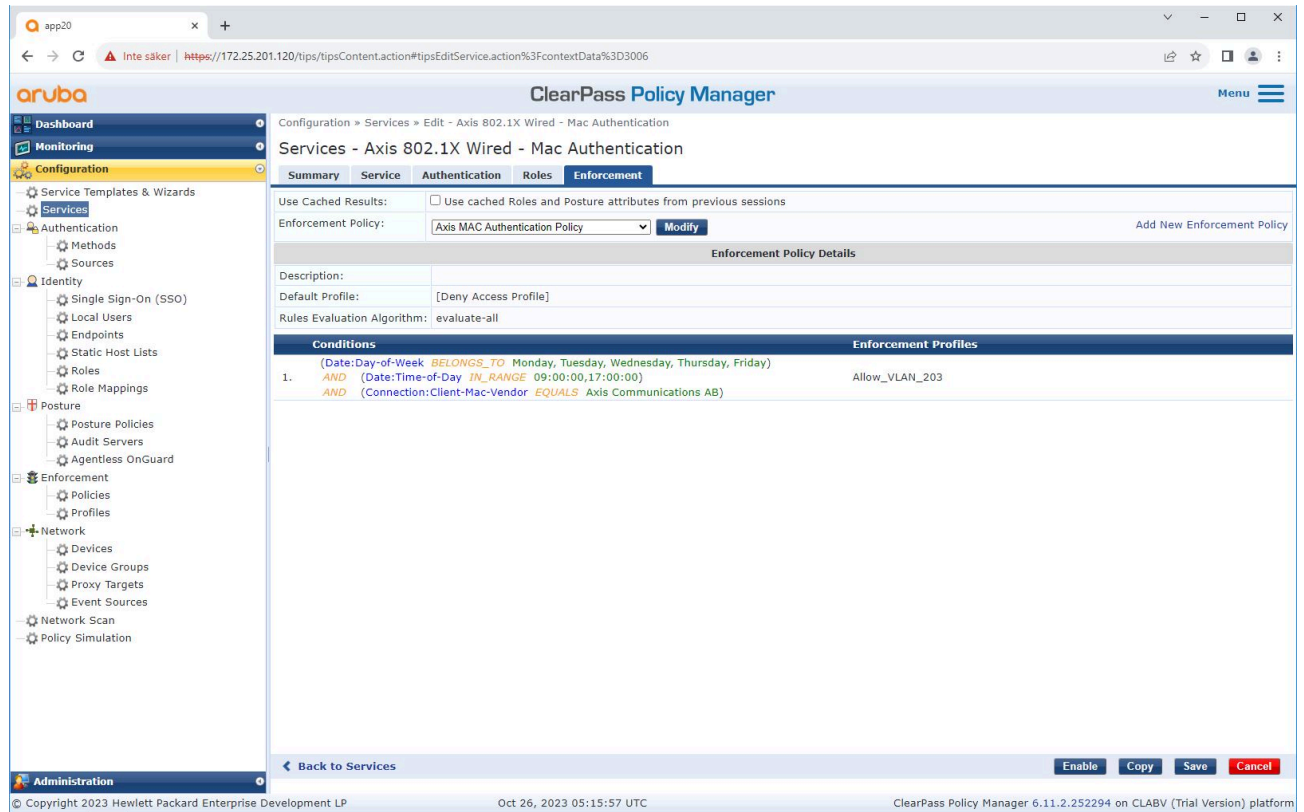 app20
Inte säker | https://172.25.201.120/tips/tipsContent.action#tipsEditService.action%3FcontextData%3D3006
aruba
ClearPass Policy Manager
Menu
Dashboard
Monitoring
Configuration
Service Templates & Wizards
Services
Authentication
Methods
Sources
Identity
Single Sign-On (SSO)
Local Users
Endpoints
Static Host Lists
Roles
Role Mappings
Posture
Posture Policies
Audit Servers
Agentless OnGuard
Enforcement
Policies
Profiles
Network
Devices
Device Groups
Proxy Targets
Event Sources
Network Scan
Policy Simulation
Administration
Configuration » Services » Edit - Axis 802.1X Wired - Mac Authentication
Services - Axis 802.1X Wired - Mac Authentication
Summary Service Authentication Roles Enforcement
Use Cached Results: Use cached Roles and Posture attributes from previous sessions
Enforcement Policy: Axis MAC Authentication Policy Modify Add New Enforcement Policy
Enforcement Policy Details
Description:
Default Profile: [Deny Access Profile]
Rules Evaluation Algorithm: evaluate-all
Conditions Enforcement Profiles
(Date:Day-of-Week BELONGS_TO Monday, Tuesday, Wednesday, Thursday, Friday)
1. AND (Date:Time-of-Day IN_RANGE 09:00:00,17:00:00) Allow_VLAN_203
AND (Connection:Client-Mac-Vendor EQUALS Axis Communications AB)
Back to Services Enable Copy Save Cancel
© Copyright 2023 Hewlett Packard Enterprise Development LP Oct 26, 2023 05:15:57 UTC ClearPass Policy Manager 6.11.2.252294 on CLABV (Trial Version) platform